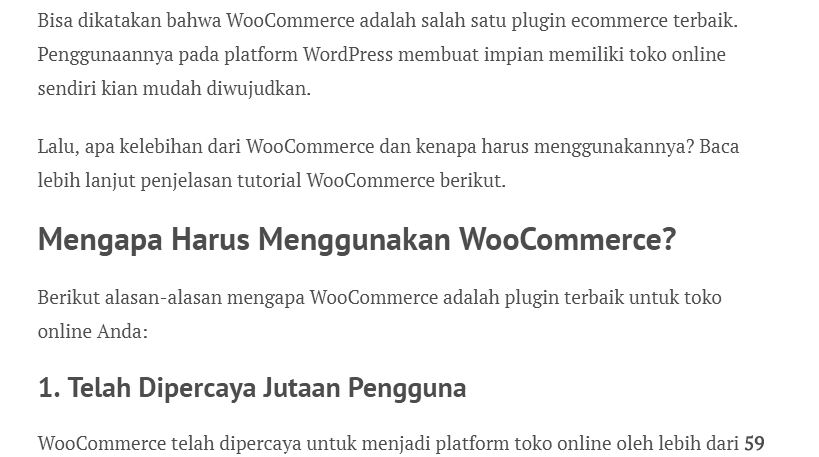 Bisa dikatakan bahwa WooCommerce adalah salah satu plugin ecommerce terbaik.
Penggunaannya pada platform WordPress membuat impian memiliki toko online
sendiri kian mudah diwujudkan.
Lalu, apa kelebihan dari WooCommerce dan kenapa harus menggunakannya? Baca
lebih lanjut penjelasan tutorial WooCommerce berikut.
Mengapa Harus Menggunakan WooCommerce?
Berikut alasan-alasan mengapa WooCommerce adalah plugin terbaik untuk toko
online Anda:
1. Telah Dipercaya Jutaan Pengguna
WooCommerce telah dipercaya untuk menjadi platform toko online oleh lebih dari 59